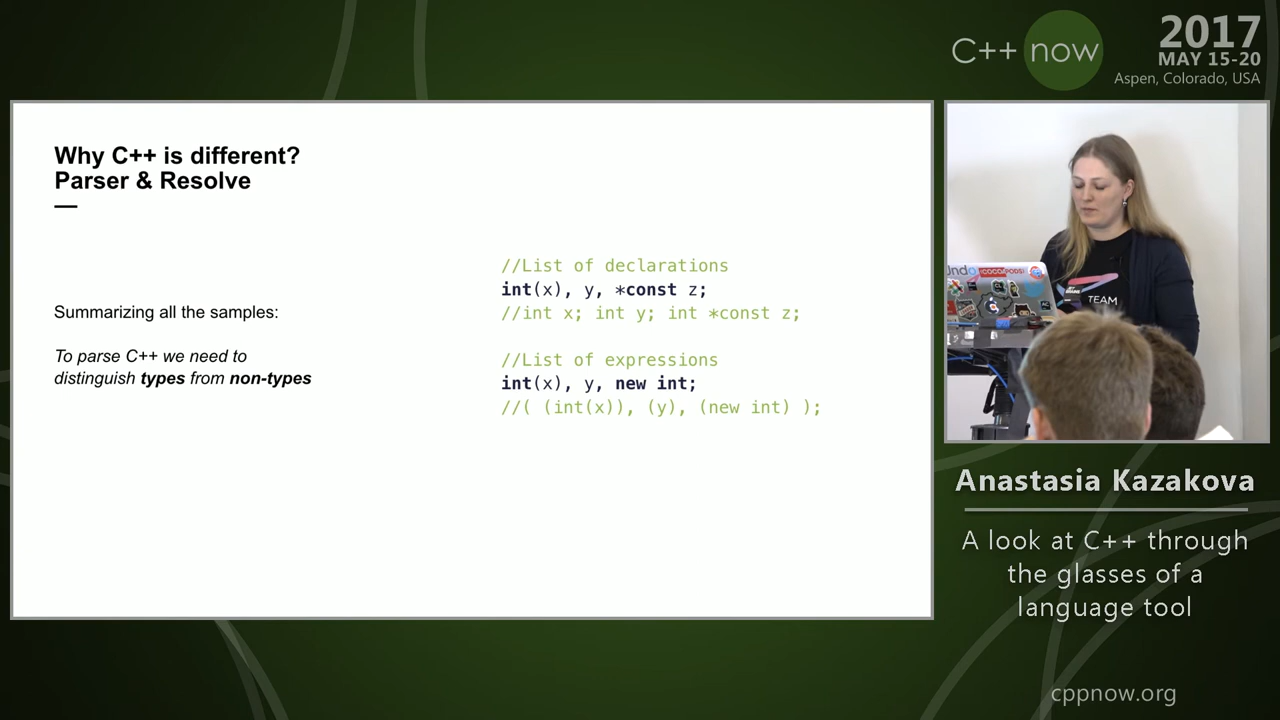 C++ now
2017
MAY 15-20
Aspen, Colorado, USA
Why C++ is different?
Parser & Resolve
Summarizing all the samples:
To parse C++ we need to
distinguish types from non-types
//List of declarations
int(x), y, *const z;
//int x; int y; int *const z;
//List of expressions
int(x), y, new int;
//( (int(x)), (y), (new int) );
TEAM
Anastasia Kazakova
A look at C++ through
the glasses of a
language tool
cppnow.org